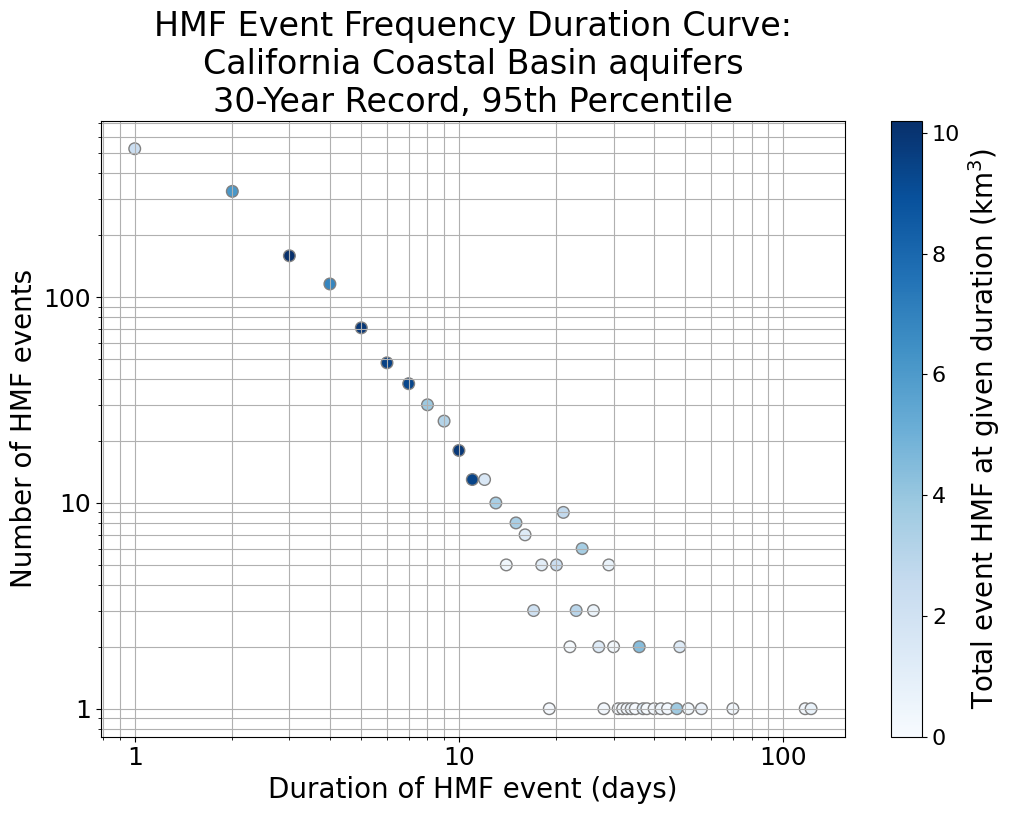 HMF Event Frequency Duration Curve:
California Coastal Basin aquifers
30-Year Record, 95th Percentile
Number of HMF events
100
10
1
1
10
100
Duration of HMF event (days)
10
8
6
4
2
0
Total event HMF at given duration (km³)